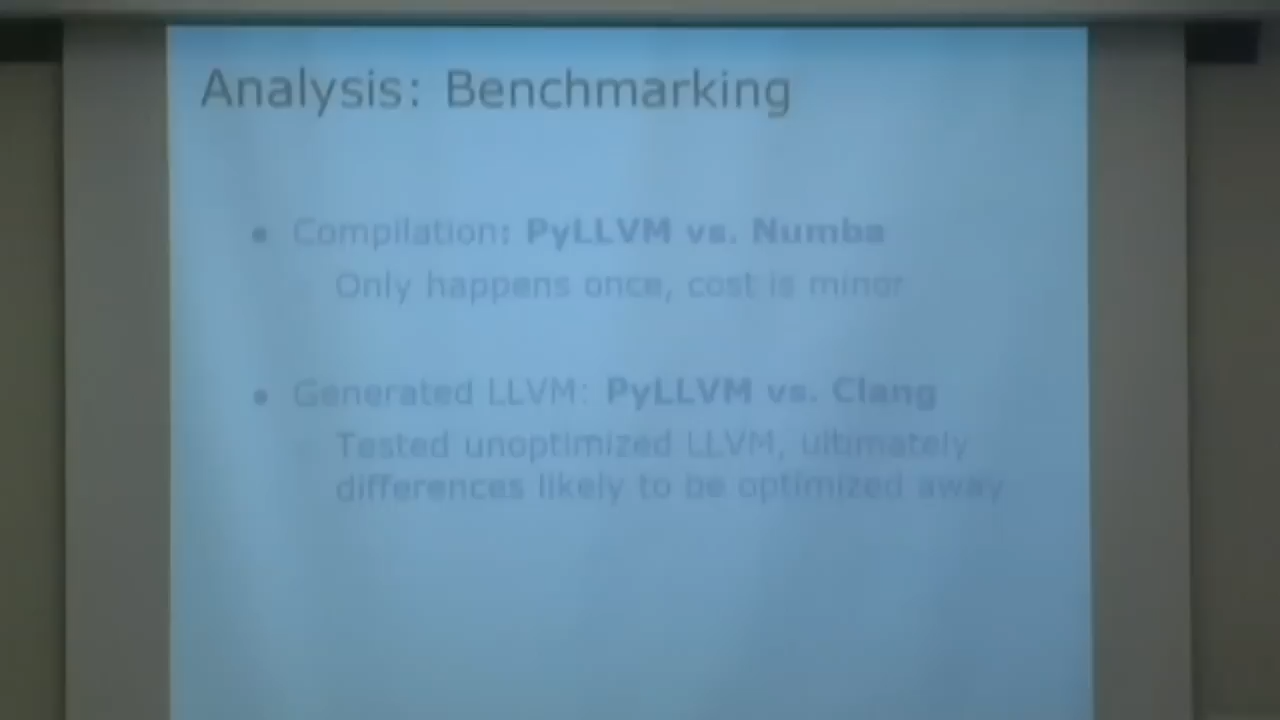 Analysis: Benchmarking
• Compilation: PyLLVM vs. Numba
Only happens once, cost is minor
• Generated LLVM: PyLLVM vs. Clang
Tested unoptimized LLVM, ultimately
differences likely to be optimized away